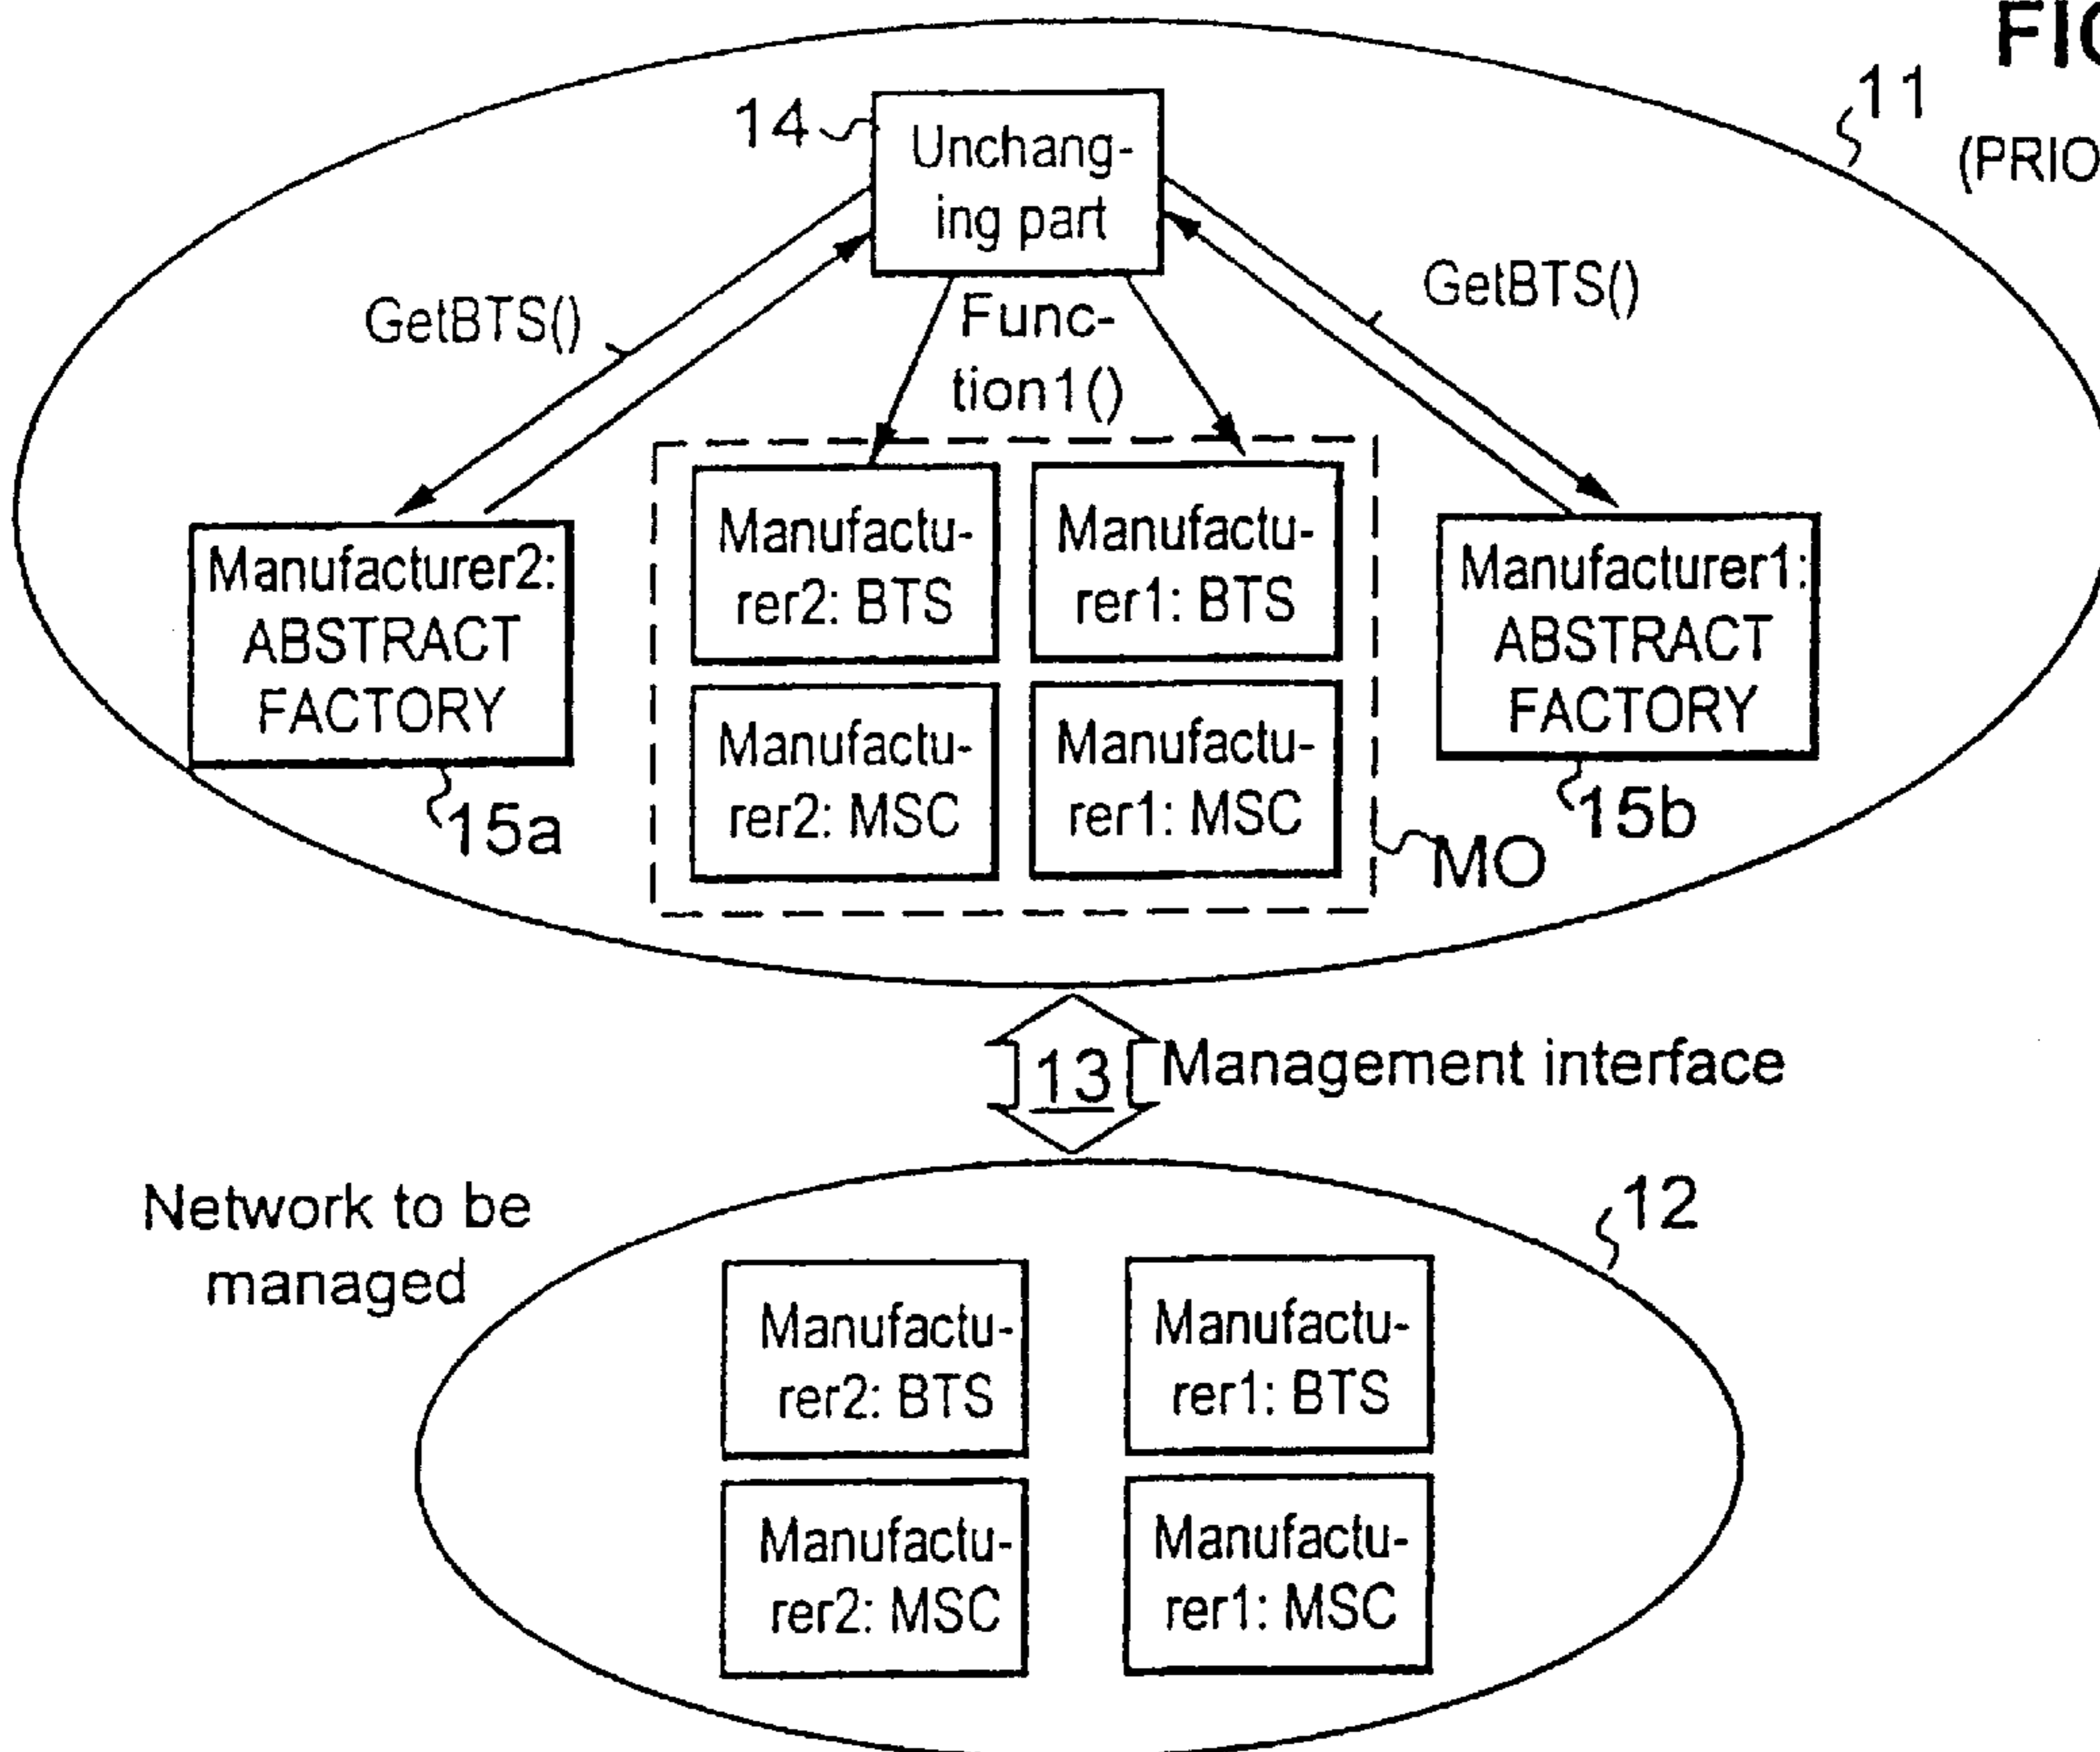 FIG
11
(PRIO
14
Unchang-
ing part
GetBTS()
GetBTS()
Func-
tion1()
Manufacturer2:
ABSTRACT
FACTORY
15a
Manufactu-
rer2: BTS
Manufactu-
rer1: BTS
Manufactu-
rer2: MSC
Manufactu-
rer1: MSC
MO
Manufacturer1:
ABSTRACT
FACTORY
15b
13
Management interface
Network to be
managed
12
Manufactu-
rer2: BTS
Manufactu-
rer1: BTS
Manufactu-
rer2: MSC
Manufactu-
rer1: MSC